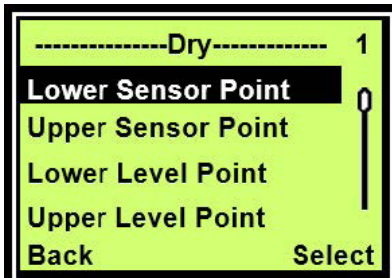 ---------------Dry------------- 1
Lower Sensor Point
Upper Sensor Point
Lower Level Point
Upper Level Point
Back Select